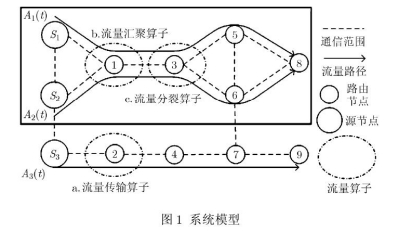 A₁(t)
S₁
b.流量汇聚算子
5
通信范围
1
3
8
流量路径
S₂
c.流量分裂算子
6
路由
节点
A₂(t)
源节点
S₃
2
4
7
9
A₃(t)
a.流量传输算子
流量算子
图1 系统模型